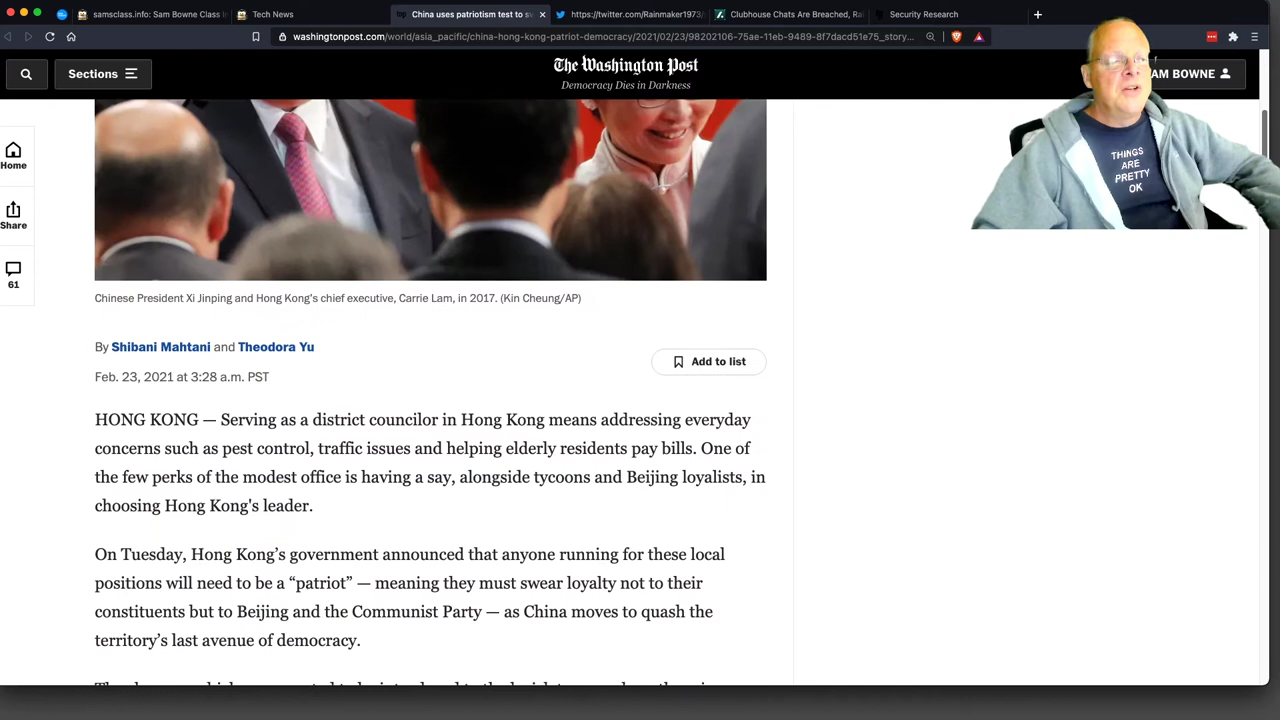 samsclass.info: Sam Bowne Class I
Tech News
China uses patriotism test to s
https://twitter.com/Rainmaker1973/
Clubhouse Chats Are Breached, Ra
Security Research
washingtonpost.com/world/asia_pacific/china-hong-kong-patriot-democracy/2021/02/23/98202106-75ae-11eb-9489-8f7dacd51e75_story...
Sections
The Washington Post
Democracy Dies in Darkness
AM BOWNE
THINGS
ARE
PRETTY
OK
Home
Share
61
Chinese President Xi Jinping and Hong Kong's chief executive, Carrie Lam, in 2017. (Kin Cheung/AP)
By Shibani Mahtani and Theodora Yu
Feb. 23, 2021 at 3:28 a.m. PST
Add to list
HONG KONG — Serving as a district councilor in Hong Kong means addressing everyday
concerns such as pest control, traffic issues and helping elderly residents pay bills. One of
the few perks of the modest office is having a say, alongside tycoons and Beijing loyalists, in
choosing Hong Kong's leader.
On Tuesday, Hong Kong’s government announced that anyone running for these local
positions will need to be a “patriot” — meaning they must swear loyalty not to their
constituents but to Beijing and the Communist Party — as China moves to quash the
territory’s last avenue of democracy.